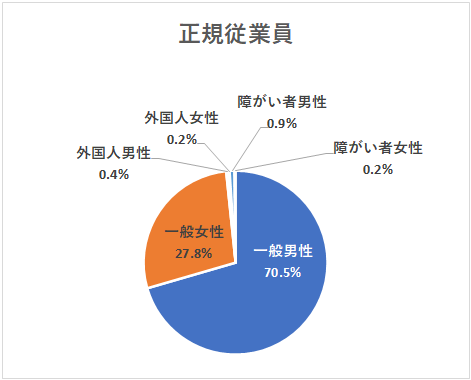 正規従業員
障がい者男性
0.9%
外国人女性
0.2%
障がい者女性
0.2%
外国人男性
0.4%
一般女性
27.8%
一般男性
70.5%